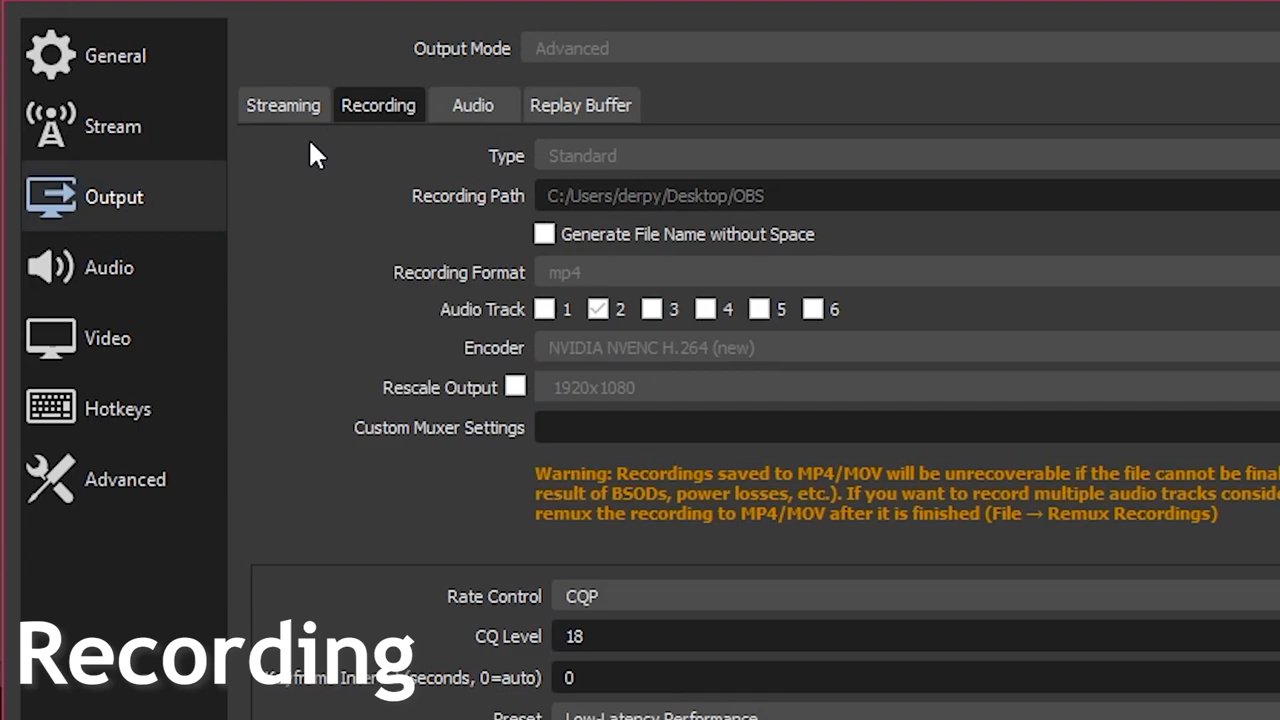 General
Stream
Output
Audio
Video
Hotkeys
Advanced
Output Mode Advanced
Streaming Recording Audio Replay Buffer
Type Standard
Recording Path C:/Users/derpy/Desktop/OBS
Generate File Name without Space
Recording Format mp4
Audio Track 1 2 3 4 5 6
Encoder NVIDIA NVENC H.264 (new)
Rescale Output 1920x1080
Custom Muxer Settings
Warning: Recordings saved to MP4/MOV will be unrecoverable if the file cannot be
result of BSODs, power losses, etc.). If you want to record multiple audio tracks
remux the recording to MP4/MOV after it is finished (File → Remux Recordings)
Rate Control CQP
CQ Level 18
(seconds, 0=auto) 0
Preset Low-Latency Performance
Recording